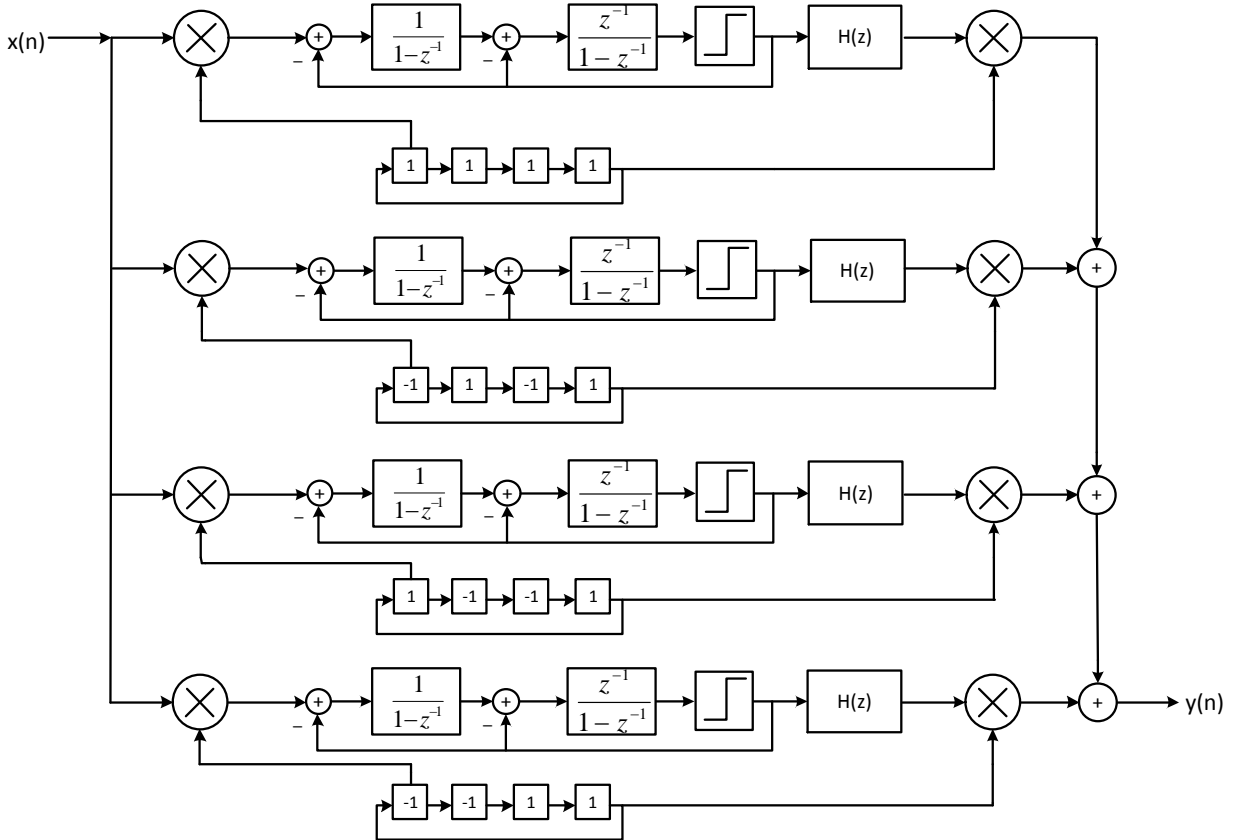 x(n)
+
−
1
1−z⁻¹
+
−
z⁻¹
1−z⁻¹
H(z)
1 1 1 1
+
−
1
1−z⁻¹
+
−
z⁻¹
1−z⁻¹
H(z)
+
-1 1 -1 1
+
−
1
1−z⁻¹
+
−
z⁻¹
1−z⁻¹
H(z)
+
1 -1 -1 1
+
−
1
1−z⁻¹
+
−
z⁻¹
1−z⁻¹
H(z)
+
y(n)
-1 -1 1 1